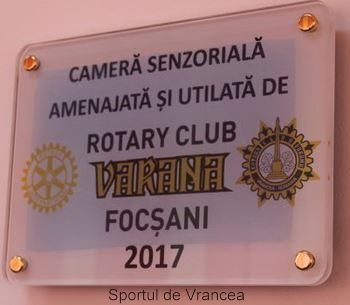 CAMERĂ SENZORIALĂ
AMENAJATĂ ȘI UTILATĂ DE
ROTARY CLUB
VARANA
FOCȘANI
2017
Sportul de Vrancea